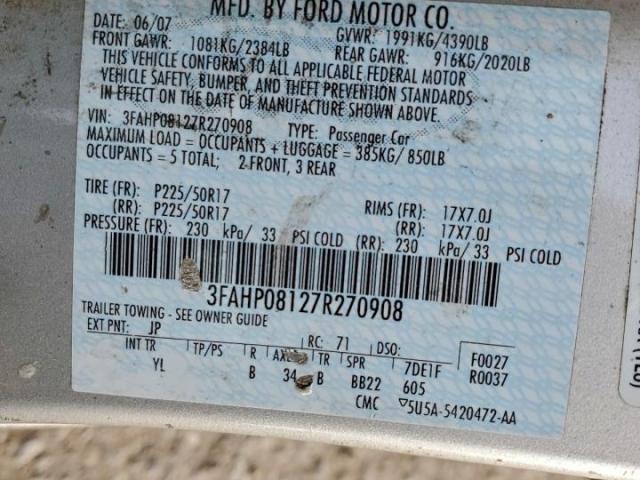 MFD. BY FORD MOTOR CO.
DATE: 06/07 GVWR: 1991KG/4390LB
FRONT GAWR: 1081KG/2384LB REAR GAWR: 916KG/2020LB
THIS VEHICLE CONFORMS TO ALL APPLICABLE FEDERAL MOTOR
VEHICLE SAFETY, BUMPER, AND THEFT PREVENTION STANDARDS
IN EFFECT ON THE DATE OF MANUFACTURE SHOWN ABOVE.
VIN: 3FAHP08127R270908 TYPE: Passenger Car
MAXIMUM LOAD = OCCUPANTS + LUGGAGE = 385KG/850LB
OCCUPANTS = 5 TOTAL; 2 FRONT, 3 REAR
TIRE (FR): P225/50R17 RIMS (FR): 17X7.0J
(RR): P225/50R17 (RR): 17X7.0J
PRESSURE (FR): 230 kPa/ 33 PSI COLD (RR): 230 kPa/ 33 PSI COLD
3FAHP08127R270908
TRAILER TOWING - SEE OWNER GUIDE
EXT PNT: JP RC: 71 DSO:
INT TR TP/PS R TR SPR 7DE1F F0027
YL B 34 B BB22 605 R0037
CMC ▽5U5A-5420472-AA